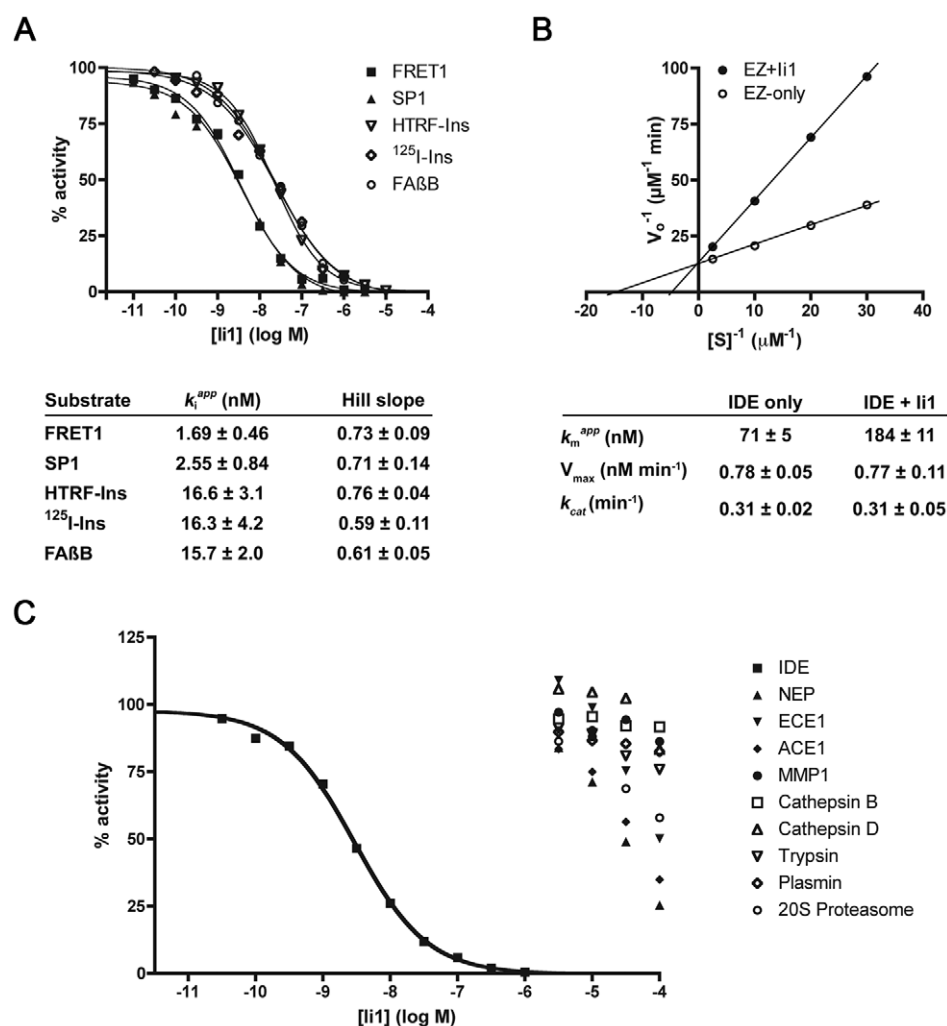 A
100
75
50
25
0
% activity
-11 -10 -9 -8 -7 -6 -5
[Ii1] (log M)
FRET1
SP1
HTRF-Ins
¹²⁵I-Ins
FAßB
B
100
75
50
25
0
V₀⁻¹ (µM⁻¹ min)
-20 -10 0 10 20 30 40
[S]⁻¹ (µM⁻¹)
EZ+Ii1
EZ-only
Substrate kᵢᵃᵖᵖ (nM) Hill slope
FRET1 1.69 ± 0.46 0.73 ± 0.09
SP1 2.55 ± 0.84 0.71 ± 0.14
HTRF-Ins 16.6 ± 3.1 0.76 ± 0.04
¹²⁵I-Ins 16.3 ± 4.2 0.59 ± 0.11
FAßB 15.7 ± 2.0 0.61 ± 0.05
IDE only IDE + Ii1
kₘᵃᵖᵖ (nM) 71 ± 5 184 ± 11
Vₘₐₓ (nM min⁻¹) 0.78 ± 0.05 0.77 ± 0.11
k_cat (min⁻¹) 0.31 ± 0.02 0.31 ± 0.05
C
125
100
75
50
25
0
% activity
-11 -10 -9 -8 -7 -6 -5 -4
[Ii1] (log M)
IDE
NEP
ECE1
ACE1
MMP1
Cathepsin B
Cathepsin D
Trypsin
Plasmin
20S Proteasome